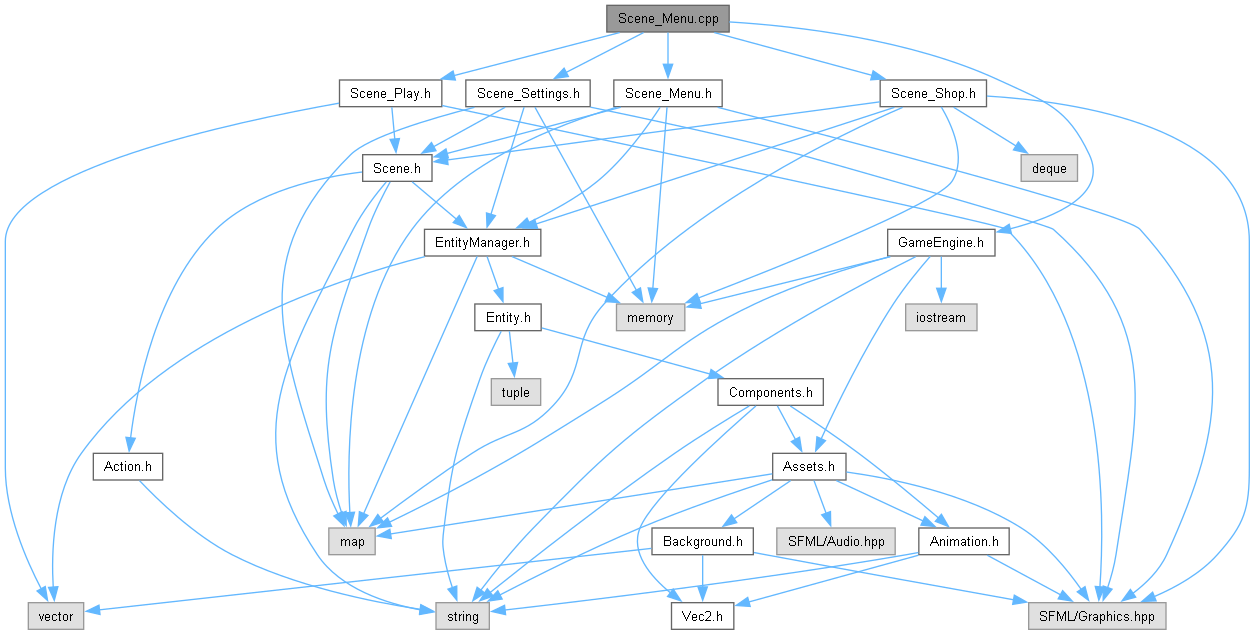 Scene_Menu.cpp
Scene_Play.h
Scene_Settings.h
Scene_Menu.h
Scene_Shop.h
Scene.h
deque
EntityManager.h
GameEngine.h
Entity.h
memory
iostream
tuple
Components.h
Action.h
Assets.h
map
Background.h
SFML/Audio.hpp
Animation.h
vector
string
Vec2.h
SFML/Graphics.hpp